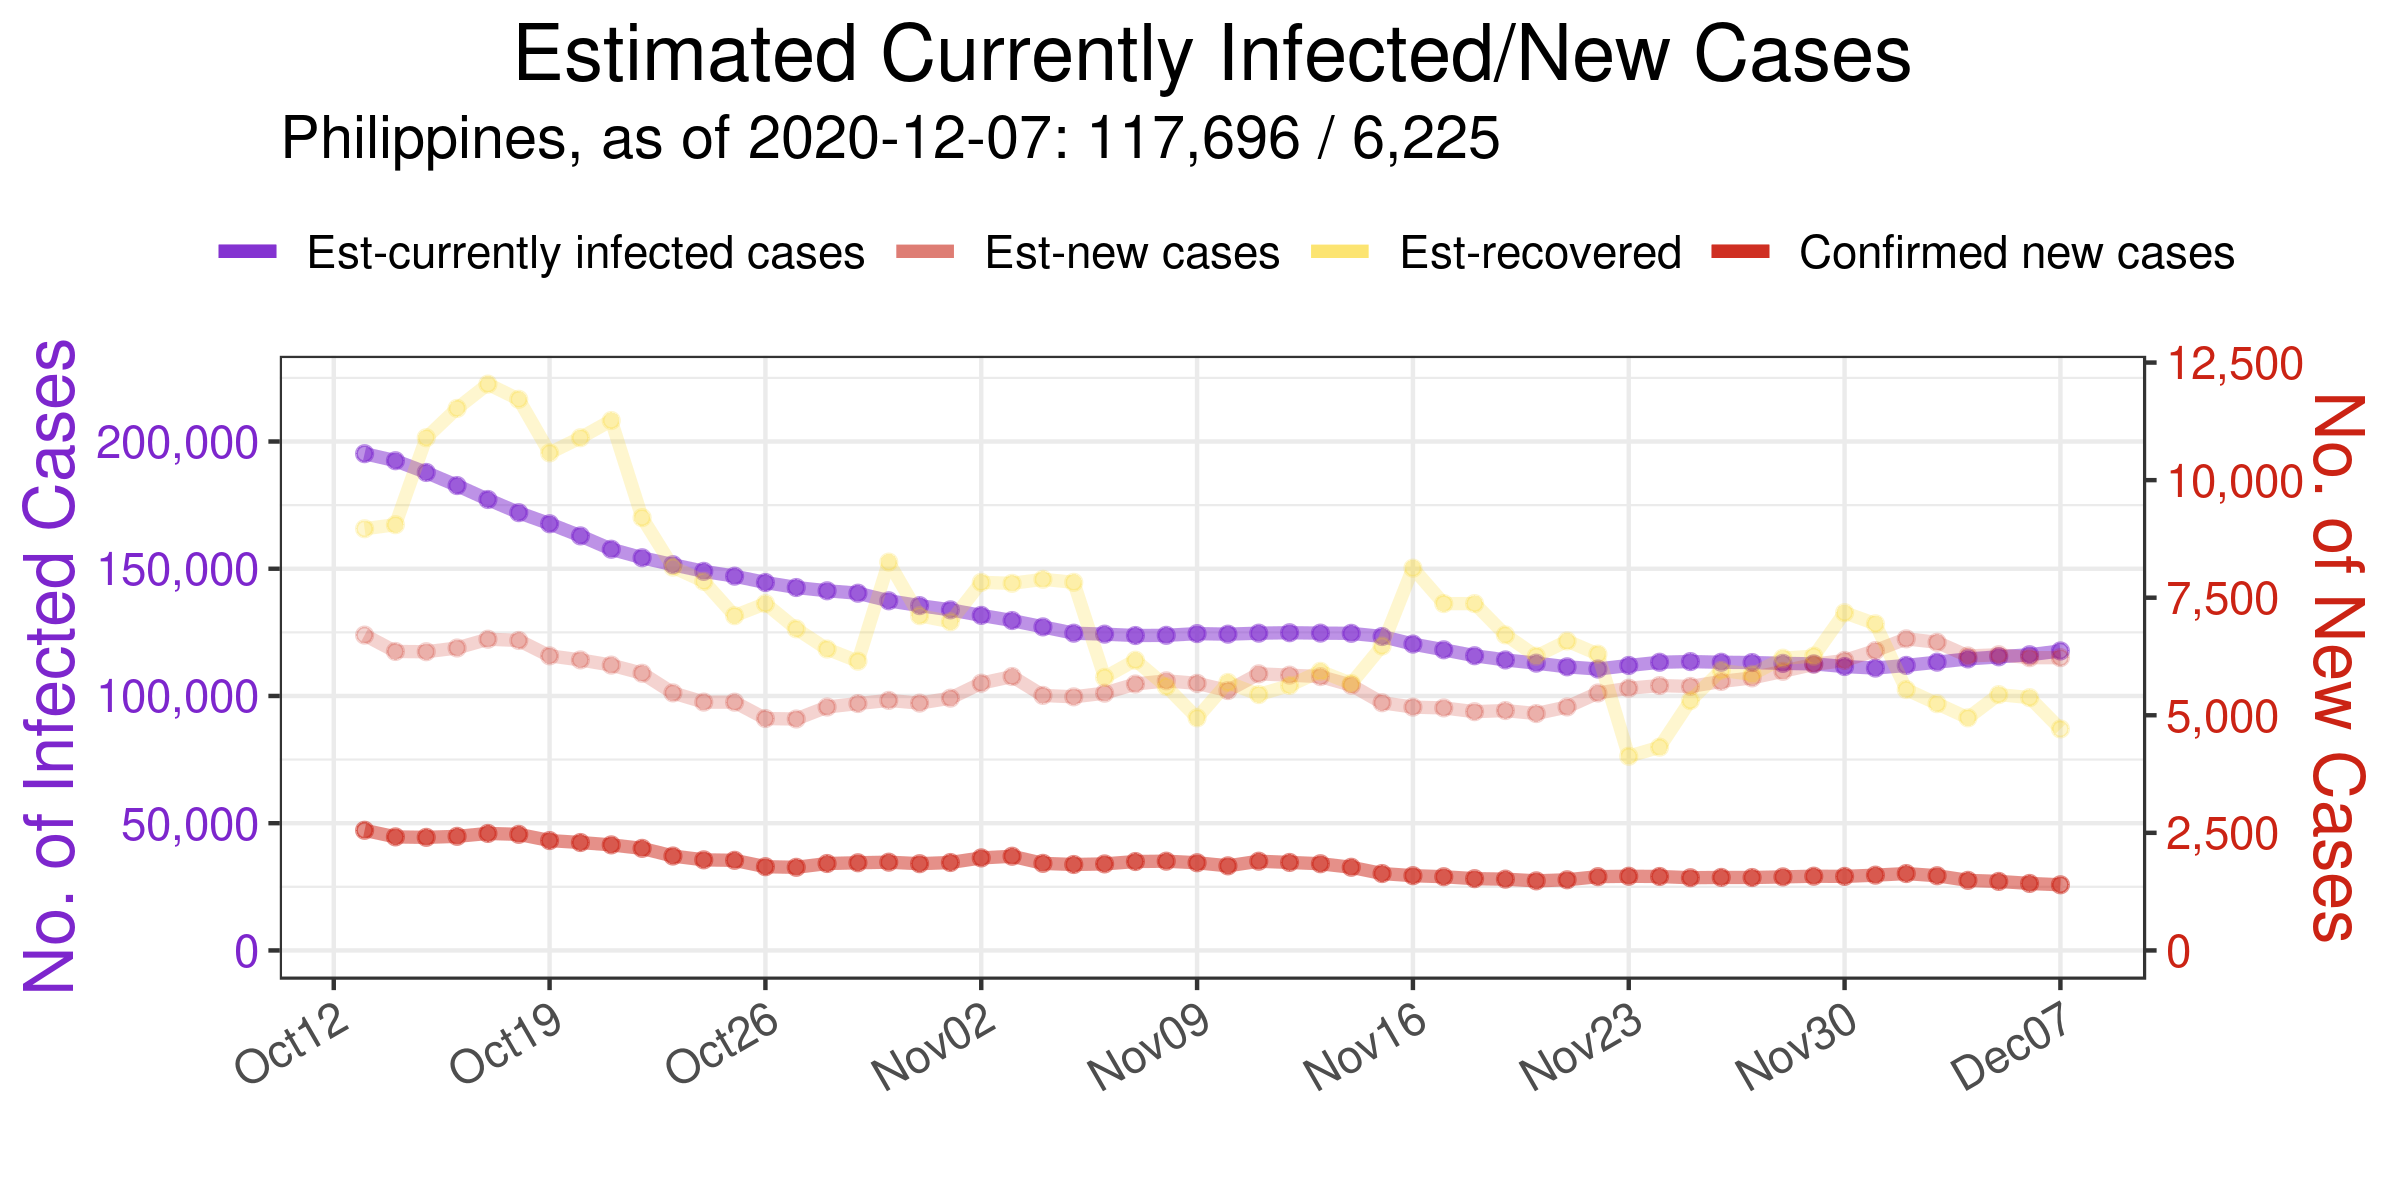 Estimated Currently Infected/New Cases
Philippines, as of 2020-12-07: 117,696 / 6,225
Est-currently infected cases Est-new cases Est-recovered Confirmed new cases
No. of Infected Cases
200,000
150,000
100,000
50,000
0
12,500
10,000
7,500
5,000
2,500
0
No. of New Cases
Oct12 Oct19 Oct26 Nov02 Nov09 Nov16 Nov23 Nov30 Dec07